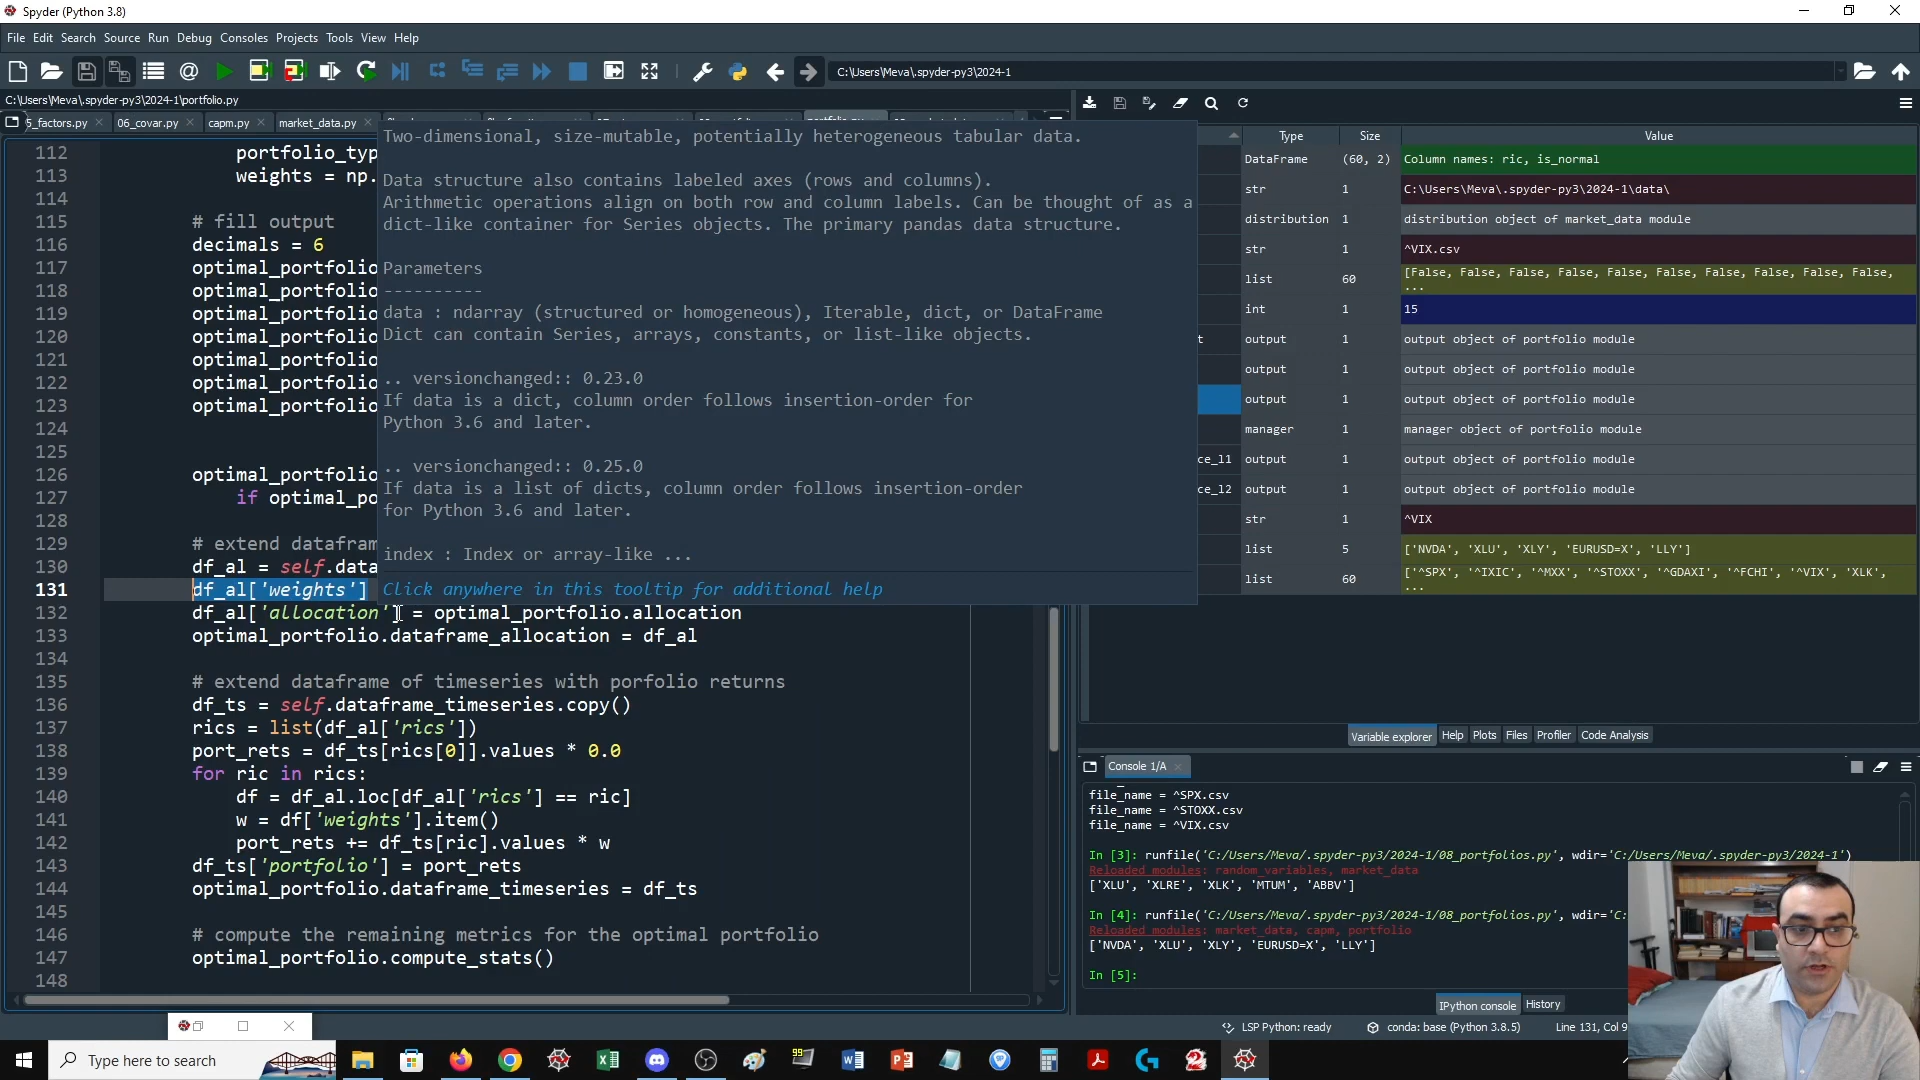 Spyder (Python 3.8)
File Edit Search Source Run Debug Consoles Projects Tools View Help
C:\Users\Meva\.spyder-py3\2024-1
C:\Users\Meva\.spyder-py3\2024-1\portfolio.py
5_factors.py 06_covar.py capm.py market_data.py
112 portfolio_typ
113 weights = np.
114
115 # fill output
116 decimals = 6
117 optimal_portfolio
118 optimal_portfolio
119 optimal_portfolio
120 optimal_portfolio
121 optimal_portfolio
122 optimal_portfolio
123 optimal_portfolio
124
125
126 optimal_portfolio
127 if optimal_po
128
129 # extend datafram
130 df_al = self.data
131 df_al['weights']
132 df_al['allocation'] = optimal_portfolio.allocation
133 optimal_portfolio.dataframe_allocation = df_al
134
135 # extend dataframe of timeseries with porfolio returns
136 df_ts = self.dataframe_timeseries.copy()
137 rics = list(df_al['rics'])
138 port_rets = df_ts[rics[0]].values * 0.0
139 for ric in rics:
140 df = df_al.loc[df_al['rics'] == ric]
141 w = df['weights'].item()
142 port_rets += df_ts[ric].values * w
143 df_ts['portfolio'] = port_rets
144 optimal_portfolio.dataframe_timeseries = df_ts
145
146 # compute the remaining metrics for the optimal portfolio
147 optimal_portfolio.compute_stats()
148
Two-dimensional, size-mutable, potentially heterogeneous tabular data.
Data structure also contains labeled axes (rows and columns).
Arithmetic operations align on both row and column labels. Can be thought of as a
dict-like container for Series objects. The primary pandas data structure.
Parameters
----------
data : ndarray (structured or homogeneous), Iterable, dict, or DataFrame
Dict can contain Series, arrays, constants, or list-like objects.
.. versionchanged:: 0.23.0
If data is a dict, column order follows insertion-order for
Python 3.6 and later.
.. versionchanged:: 0.25.0
If data is a list of dicts, column order follows insertion-order
for Python 3.6 and later.
index : Index or array-like ...
Click anywhere in this tooltip for additional help
Type Size Value
DataFrame (60, 2) Column names: ric, is_normal
str 1 C:\Users\Meva\.spyder-py3\2024-1\data\
distribution 1 distribution object of market_data module
str 1 ^VIX.csv
list 60 [False, False, False, False, False, False, False, False, False, False,
...
int 1 15
t output 1 output object of portfolio module
output 1 output object of portfolio module
output 1 output object of portfolio module
manager 1 manager object of portfolio module
ce_l1 output 1 output object of portfolio module
ce_l2 output 1 output object of portfolio module
str 1 ^VIX
list 5 ['NVDA', 'XLU', 'XLY', 'EURUSD=X', 'LLY']
list 60 ['^SPX', '^IXIC', '^MXX', '^STOXX', '^GDAXI', '^FCHI', '^VIX', 'XLK',
...
Variable explorer Help Plots Files Profiler Code Analysis
Console 1/A
file_name = ^SPX.csv
file_name = ^STOXX.csv
file_name = ^VIX.csv
In [3]: runfile('C:/Users/Meva/.spyder-py3/2024-1/08_portfolios.py', wdir='C:/Users/Meva/.spyder-py3/2024-1')
Reloaded modules: random_variables, market_data
['XLU', 'XLRE', 'XLK', 'MTUM', 'ABBV']
In [4]: runfile('C:/Users/Meva/.spyder-py3/2024-1/08_portfolios.py', wdir='C:
Reloaded modules: market_data, capm, portfolio
['NVDA', 'XLU', 'XLY', 'EURUSD=X', 'LLY']
In [5]:
IPython console History
LSP Python: ready conda: base (Python 3.8.5) Line 131, Col 9
Type here to search